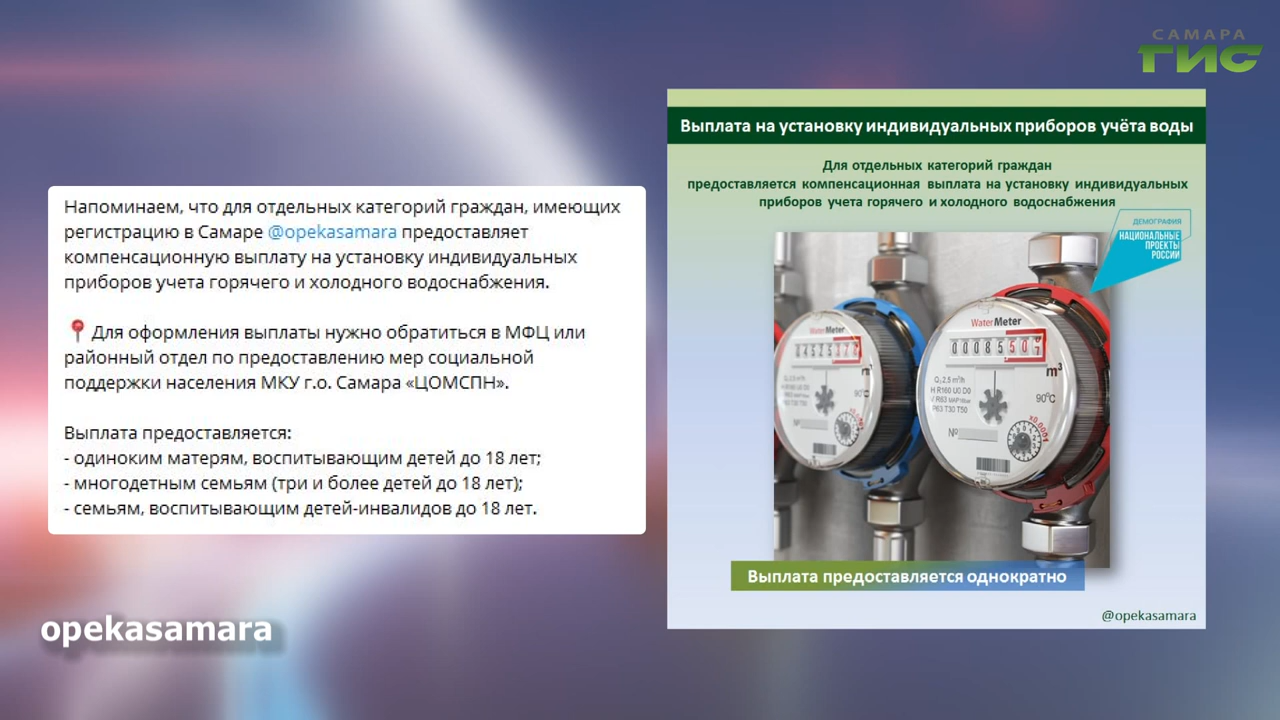 САМАРА
ГИС
Напоминаем, что для отдельных категорий граждан, имеющих
регистрацию в Самаре @opekasamara предоставляет
компенсационную выплату на установку индивидуальных
приборов учета горячего и холодного водоснабжения.
📍 Для оформления выплаты нужно обратиться в МФЦ или
районный отдел по предоставлению мер социальной
поддержки населения МКУ г.о. Самара «ЦОМСПН».
Выплата предоставляется:
- одиноким матерям, воспитывающим детей до 18 лет;
- многодетным семьям (три и более детей до 18 лет);
- семьям, воспитывающим детей-инвалидов до 18 лет.
opekasamara
Выплата на установку индивидуальных приборов учёта воды
Для отдельных категорий граждан
предоставляется компенсационная выплата на установку индивидуальных
приборов учета горячего и холодного водоснабжения
ДЕМОГРАФИЯ
НАЦИОНАЛЬНЫЕ
ПРОЕКТЫ
РОССИИ
WaterMeter
WaterMeter
m³
90°C
90°C
№
№
x0,0001
Выплата предоставляется однократно
@opekasamara